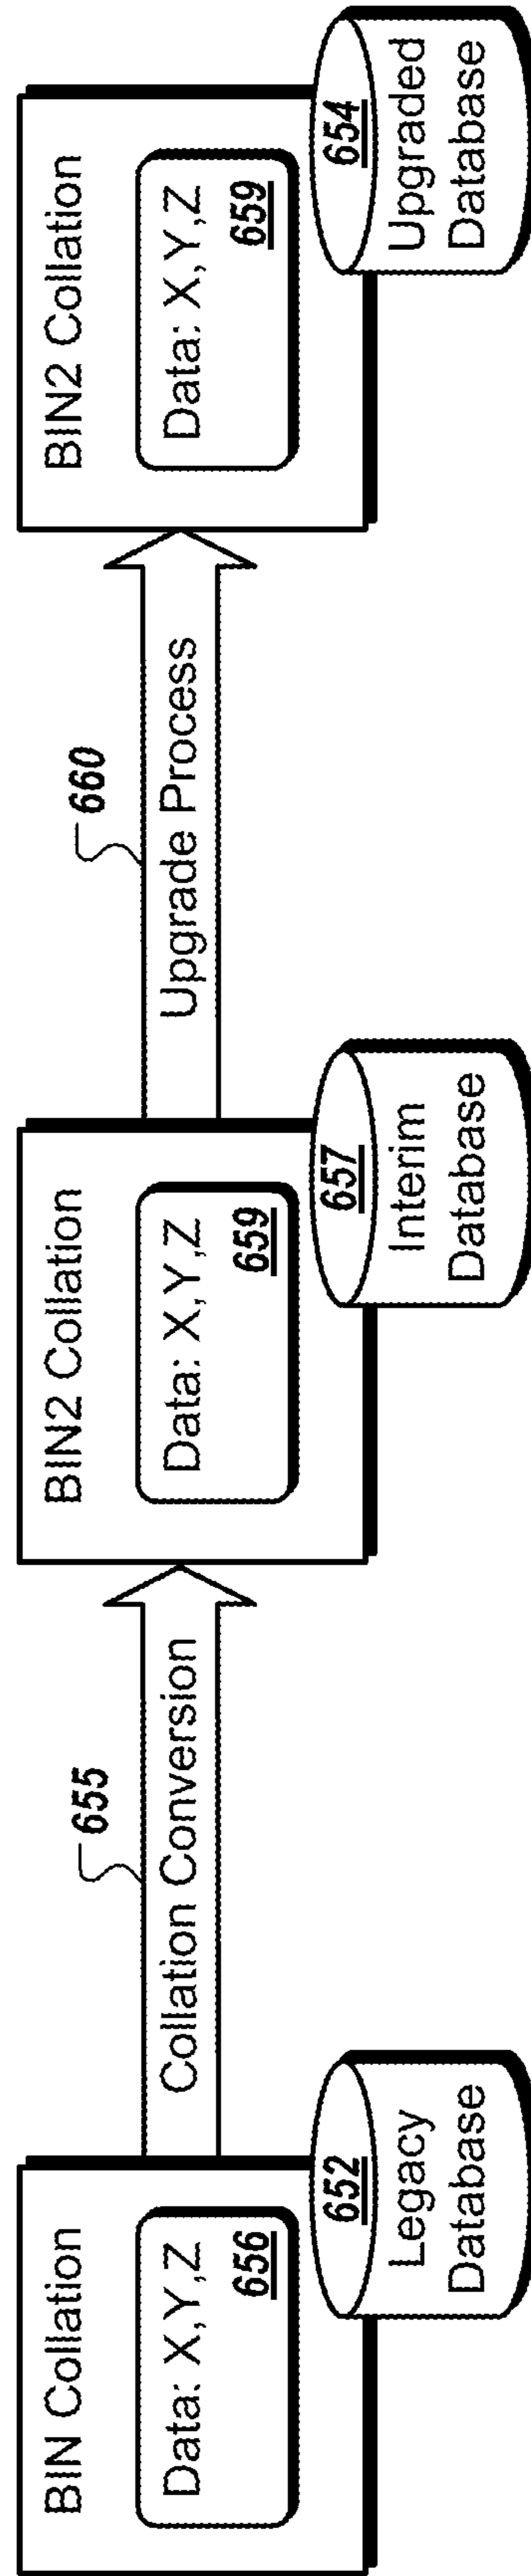 BIN Collation
Data: X,Y,Z
656
652
Legacy
Database
655
Collation Conversion
BIN2 Collation
Data: X,Y,Z
659
657
Interim
Database
660
Upgrade Process
BIN2 Collation
Data: X,Y,Z
659
654
Upgraded
Database